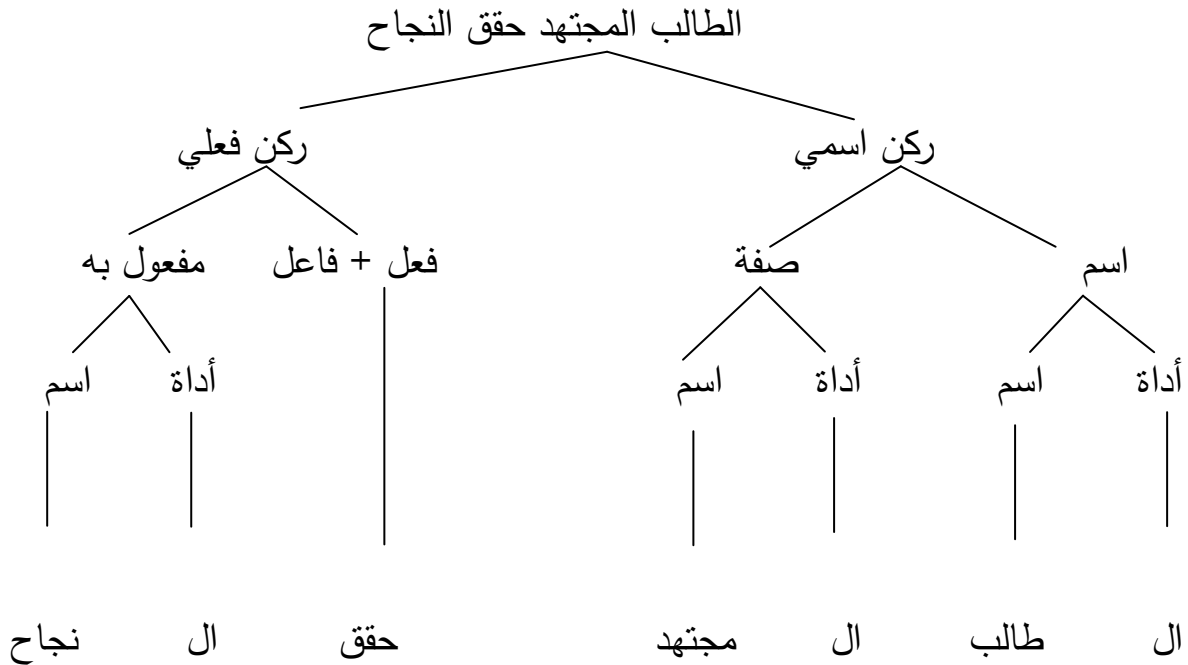 الطالب المجتهد حقق النجاح
ركن اسمي ركن فعلي
اسم صفة فعل + فاعل مفعول به
أداة اسم أداة اسم أداة اسم
ال طالب ال مجتهد حقق ال نجاح